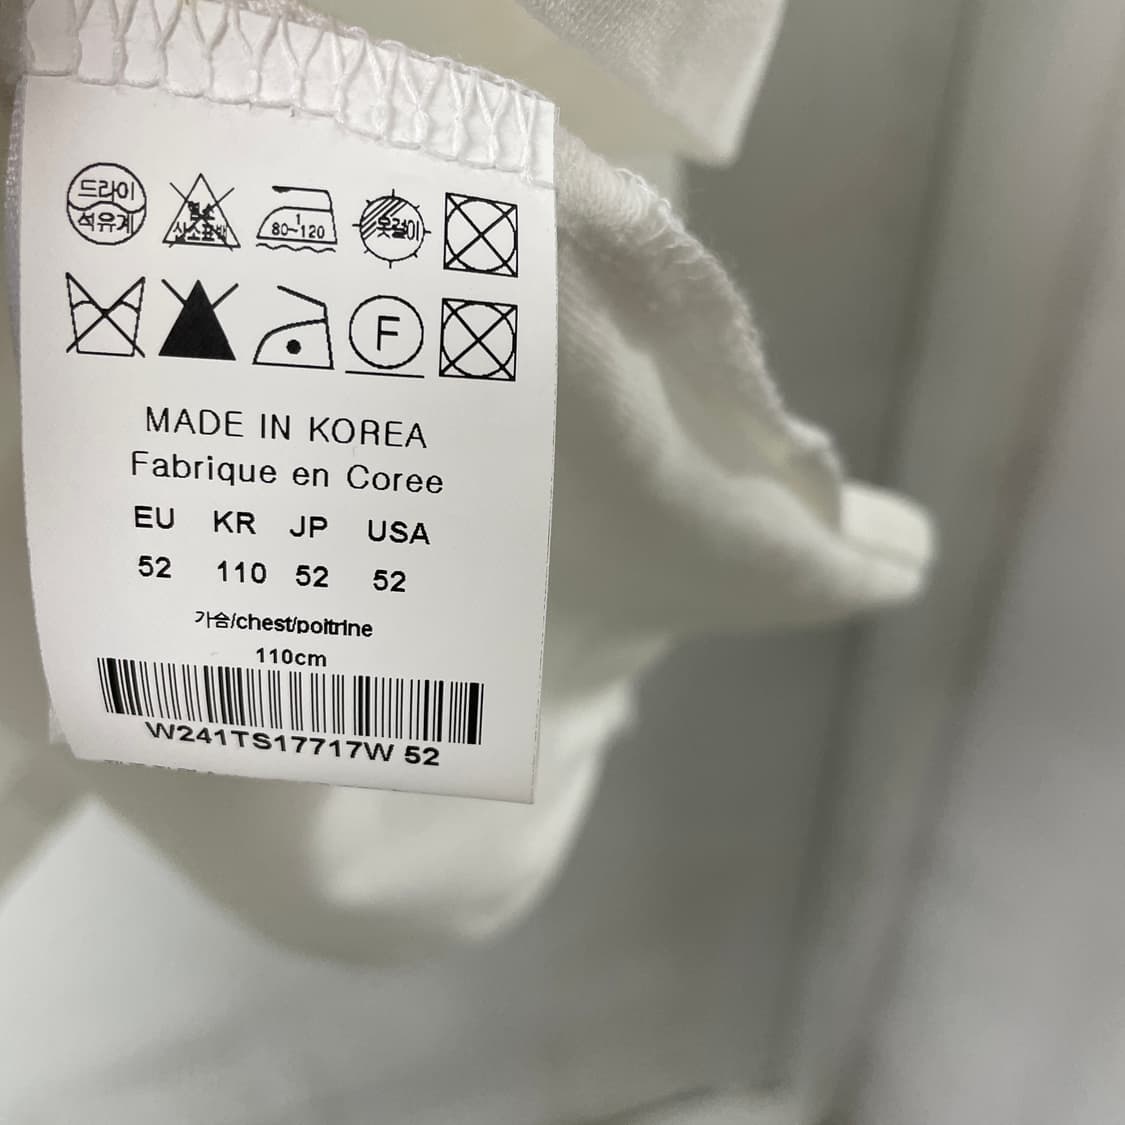 드라이
석유계
염소
산소표백
1
80~120
옷걸이
F
MADE IN KOREA
Fabrique en Coree
EU KR JP USA
52 110 52 52
가슴/chest/poitrine
110cm
W241TS17717W 52